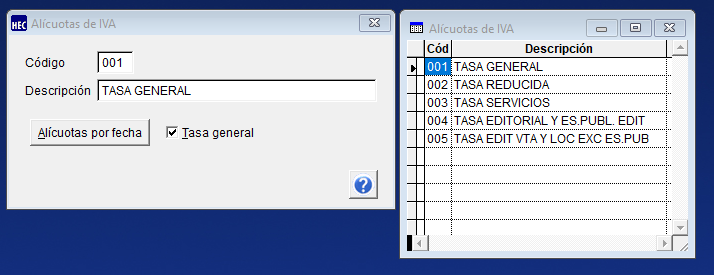 HEC Alícuotas de IVA
Código 001
Descripción TASA GENERAL
Alícuotas por fecha Tasa general
?
Alícuotas de IVA
Cód Descripción
001 TASA GENERAL
002 TASA REDUCIDA
003 TASA SERVICIOS
004 TASA EDITORIAL Y ES.PUBL. EDIT
005 TASA EDIT VTA Y LOC EXC ES.PUB